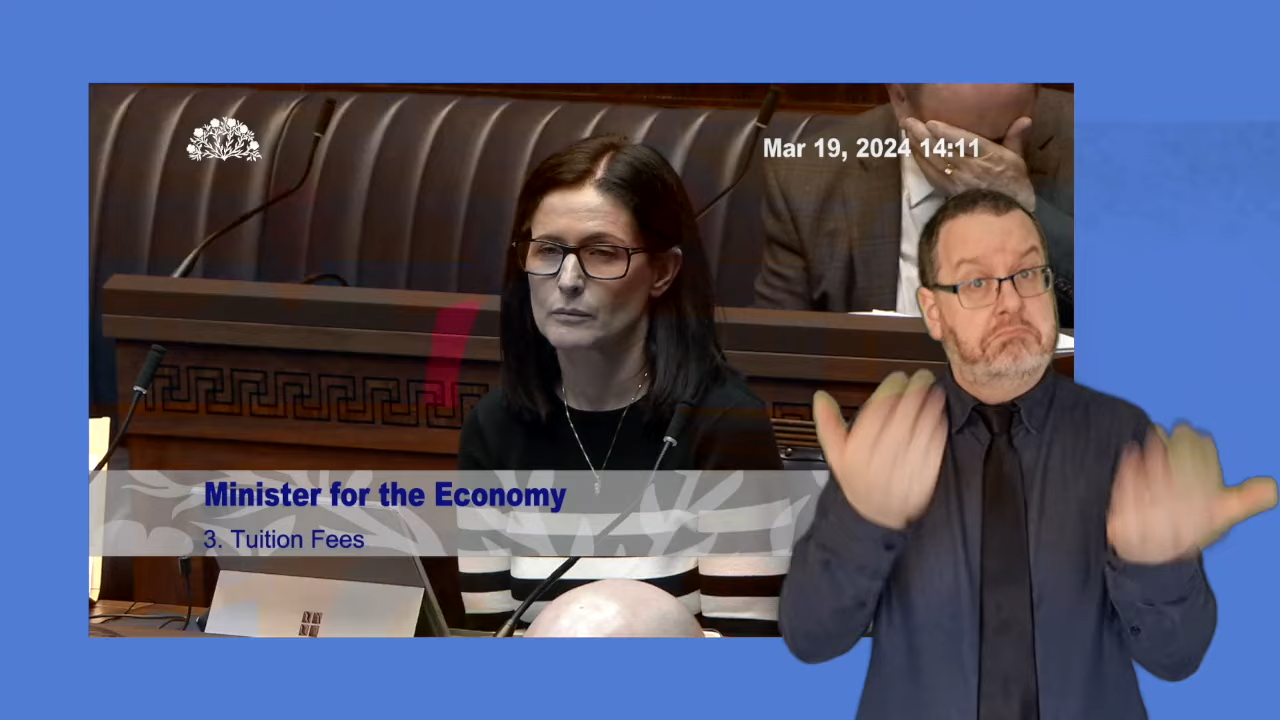 Mar 19, 2024 14:11
Minister for the Economy
3. Tuition Fees